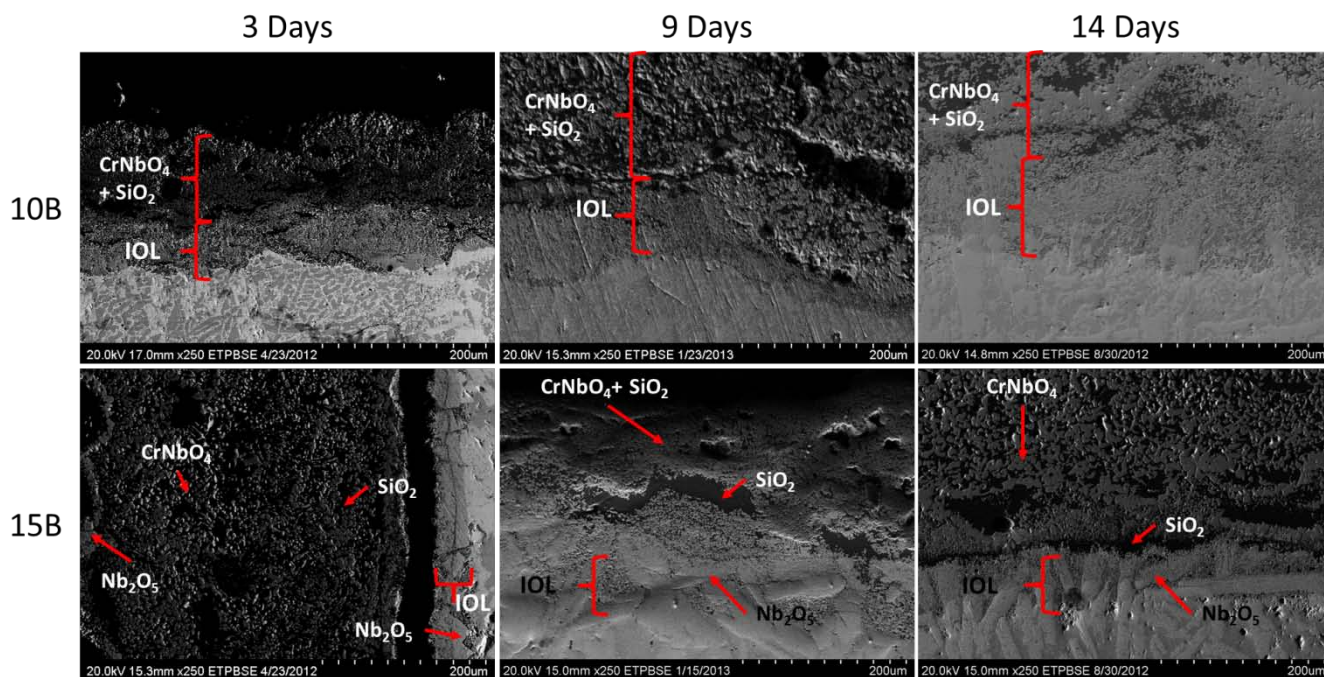 3 Days
9 Days
14 Days
10B
CrNbO₄
+ SiO₂
IOL
20.0kV 17.0mm x250 ETPBSE 4/23/2012
200um
CrNbO₄
+ SiO₂
IOL
20.0kV 15.3mm x250 ETPBSE 1/23/2013
200um
CrNbO₄
+ SiO₂
IOL
20.0kV 14.8mm x250 ETPBSE 8/30/2012
200um
15B
CrNbO₄
SiO₂
Nb₂O₅
IOL
Nb₂O₅
20.0kV 15.3mm x250 ETPBSE 4/23/2012
200um
CrNbO₄+ SiO₂
SiO₂
IOL
Nb₂O₅
20.0kV 15.0mm x250 ETPBSE 1/15/2013
200um
CrNbO₄
SiO₂
IOL
Nb₂O₅
20.0kV 15.0mm x250 ETPBSE 8/30/2012
200um